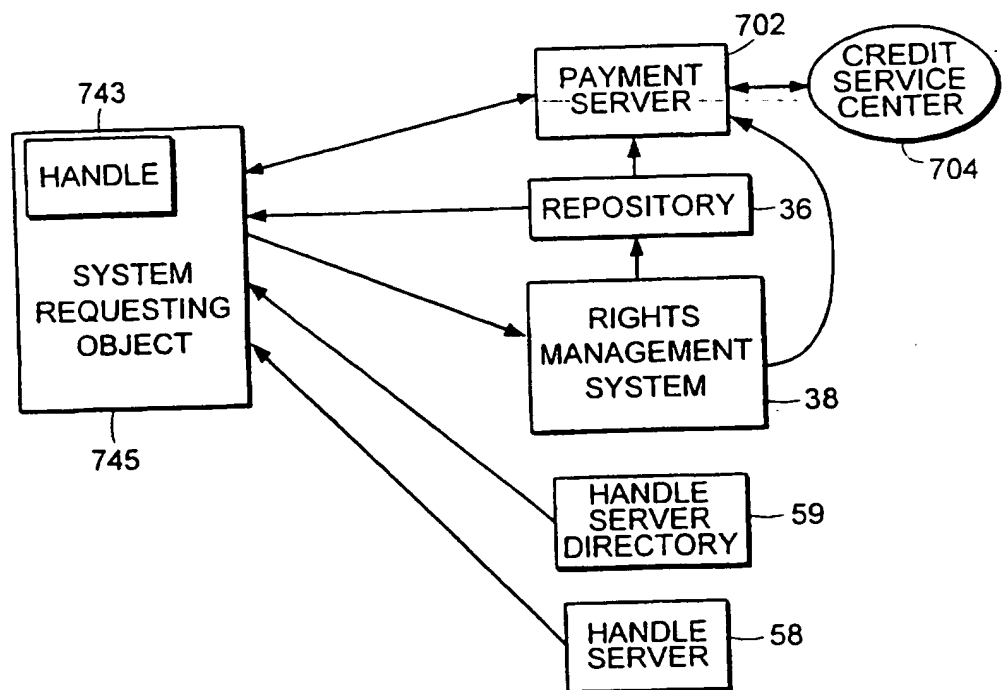 702
PAYMENT
SERVER
CREDIT
SERVICE
CENTER
704
743
HANDLE
SYSTEM
REQUESTING
OBJECT
745
REPOSITORY
36
RIGHTS
MANAGEMENT
SYSTEM
38
HANDLE
SERVER
DIRECTORY
59
HANDLE
SERVER
58